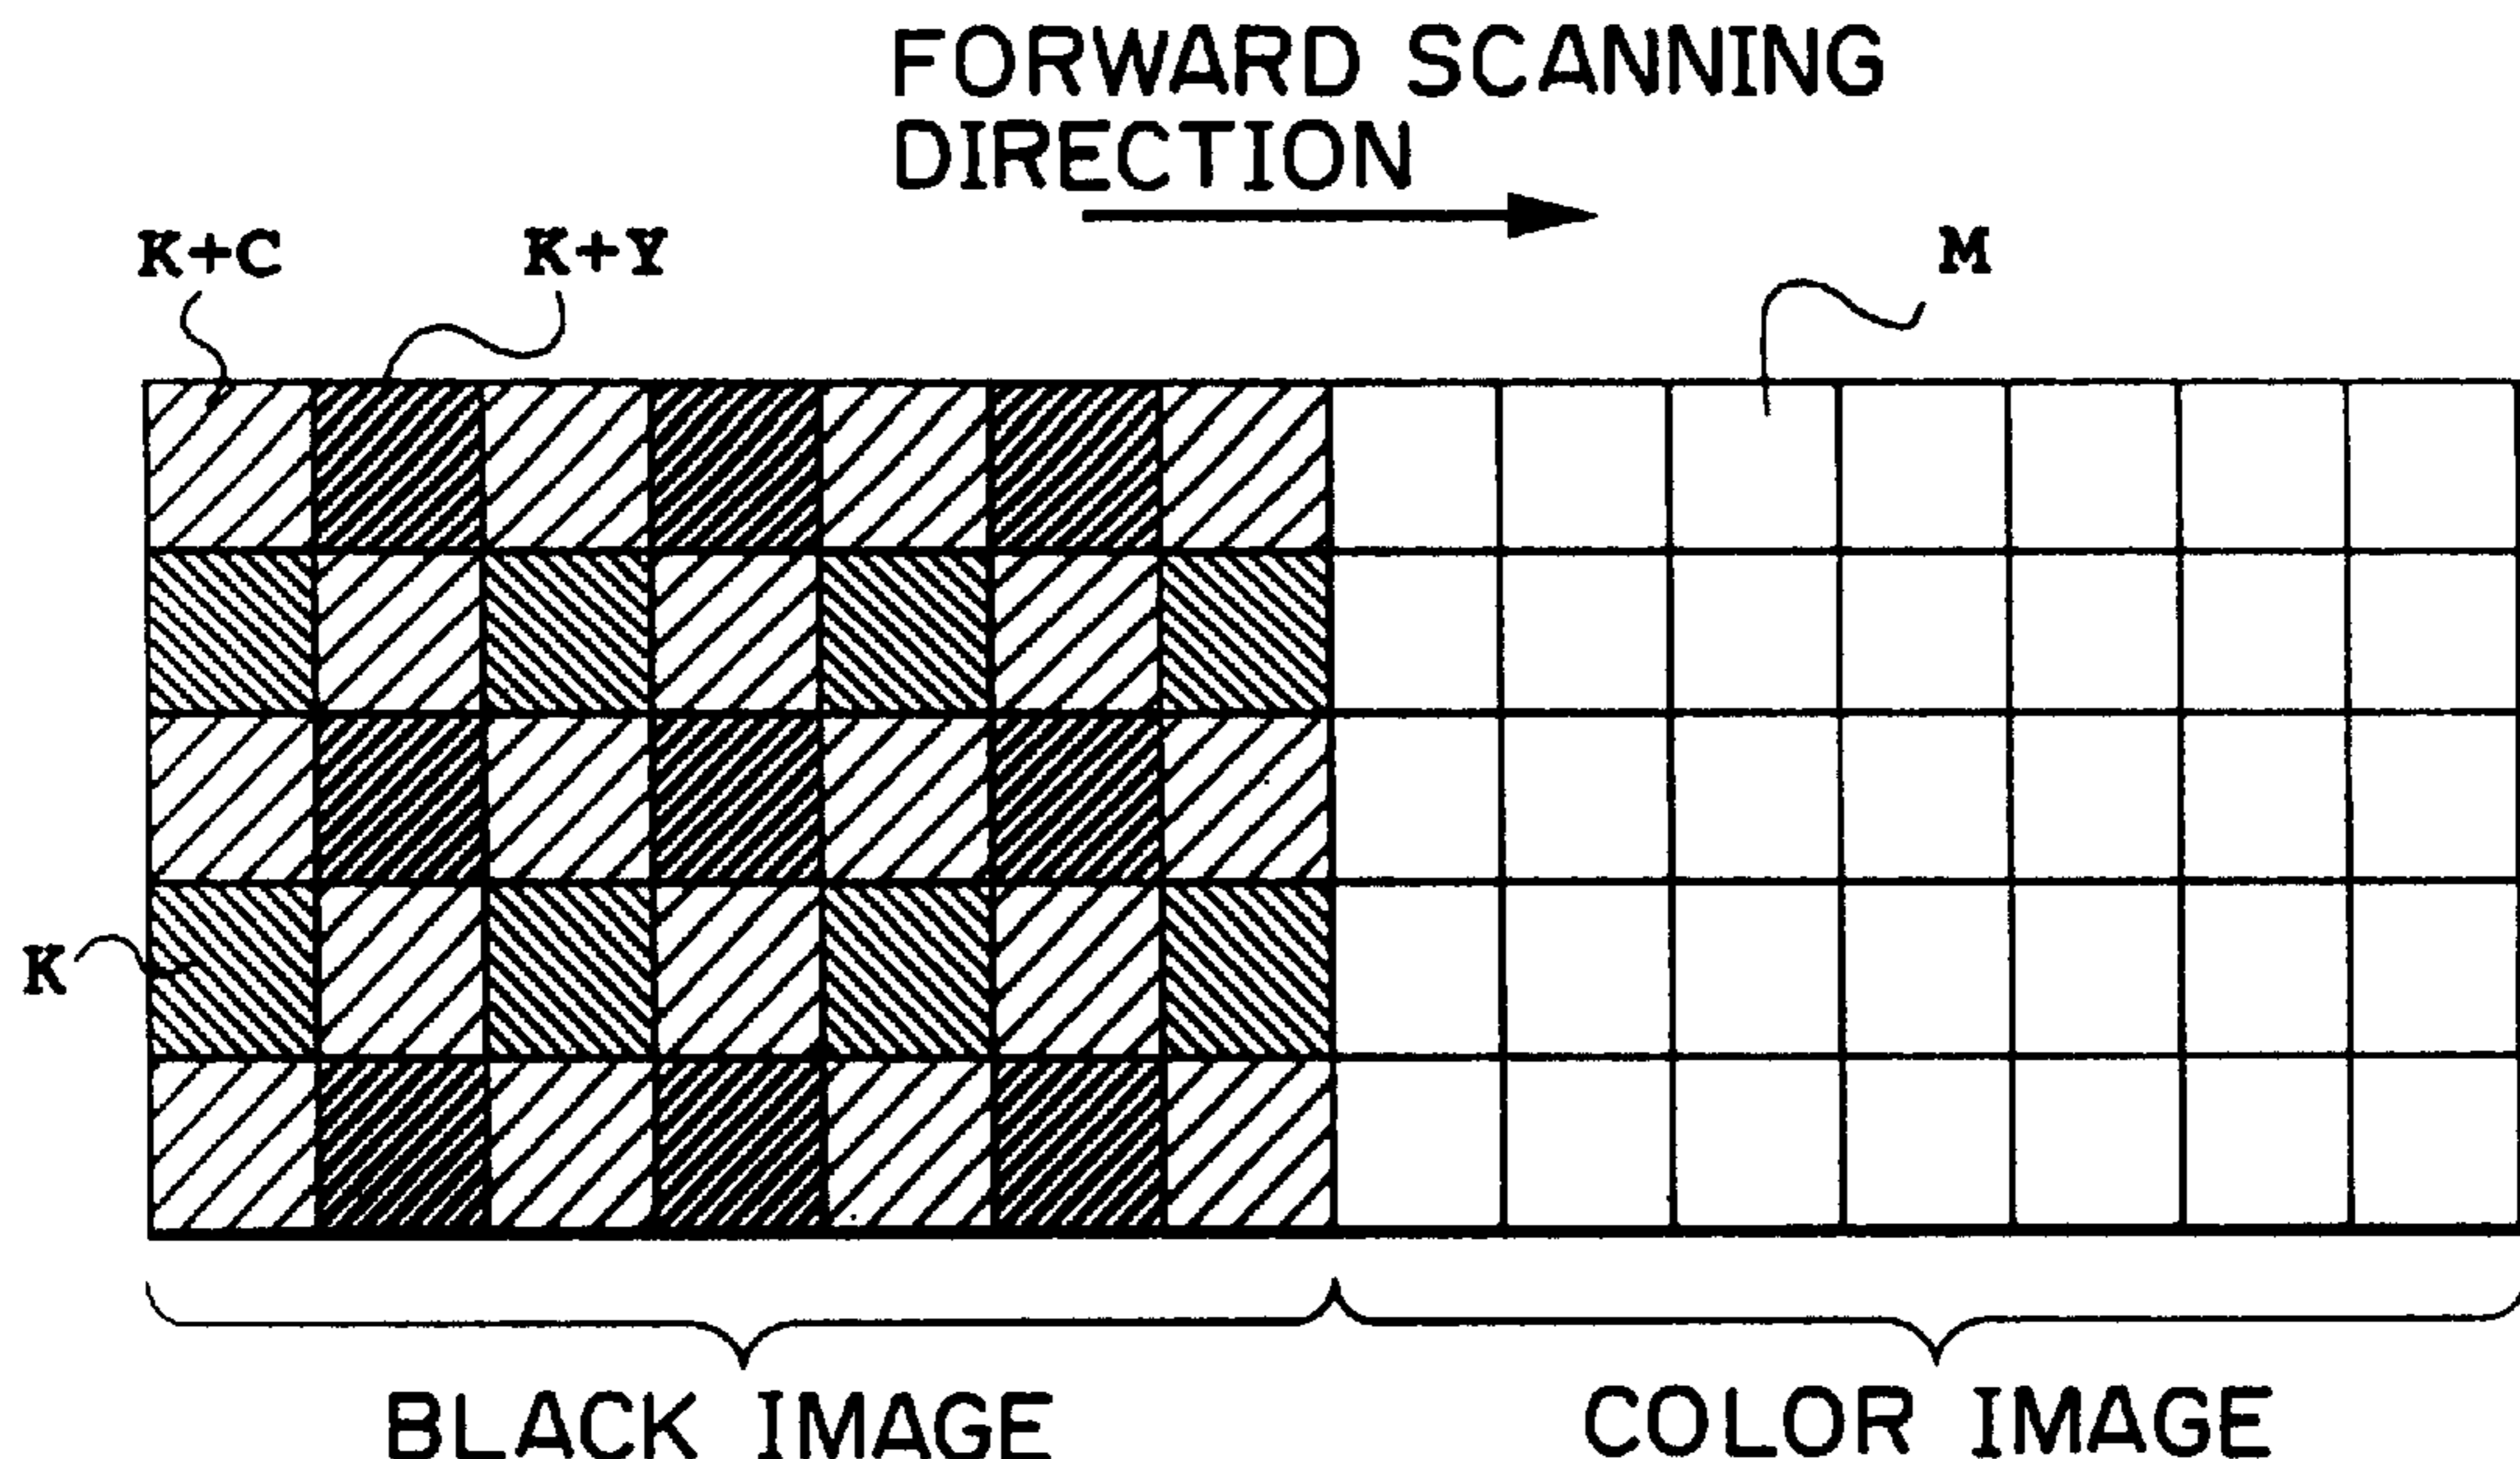 FORWARD SCANNING
DIRECTION
K+C
K+Y
M
K
BLACK IMAGE
COLOR IMAGE